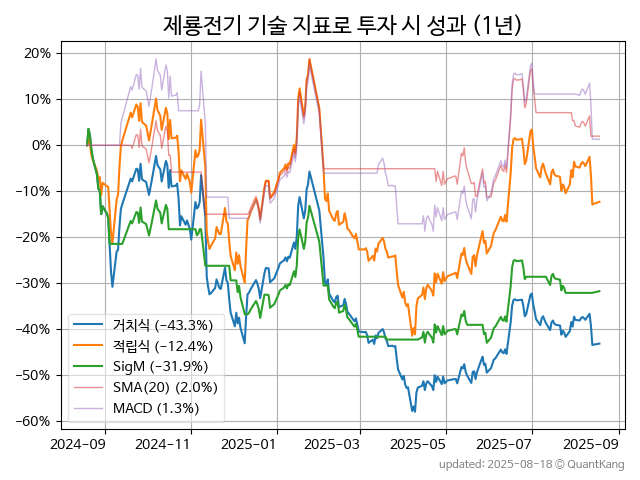 제룡전기 기술 지표로 투자 시 성과 (1년)
20%
10%
0%
−10%
−20%
−30%
−40%
−50%
−60%
거치식 (−43.3%)
적립식 (−12.4%)
SigM (−31.9%)
SMA(20) (2.0%)
MACD (1.3%)
2024-09 2024-11 2025-01 2025-03 2025-05 2025-07 2025-09
updated: 2025-08-18 © QuantKang